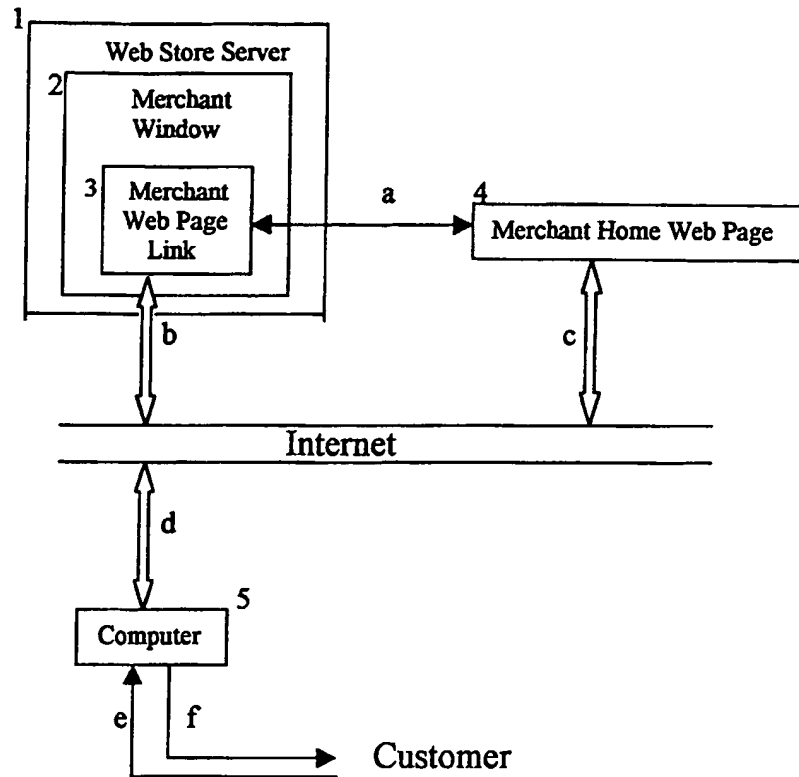 1
Web Store Server
2
Merchant
Window
3
Merchant
Web Page
Link
a
4
Merchant Home Web Page
b
c
Internet
d
5
Computer
e
f
Customer